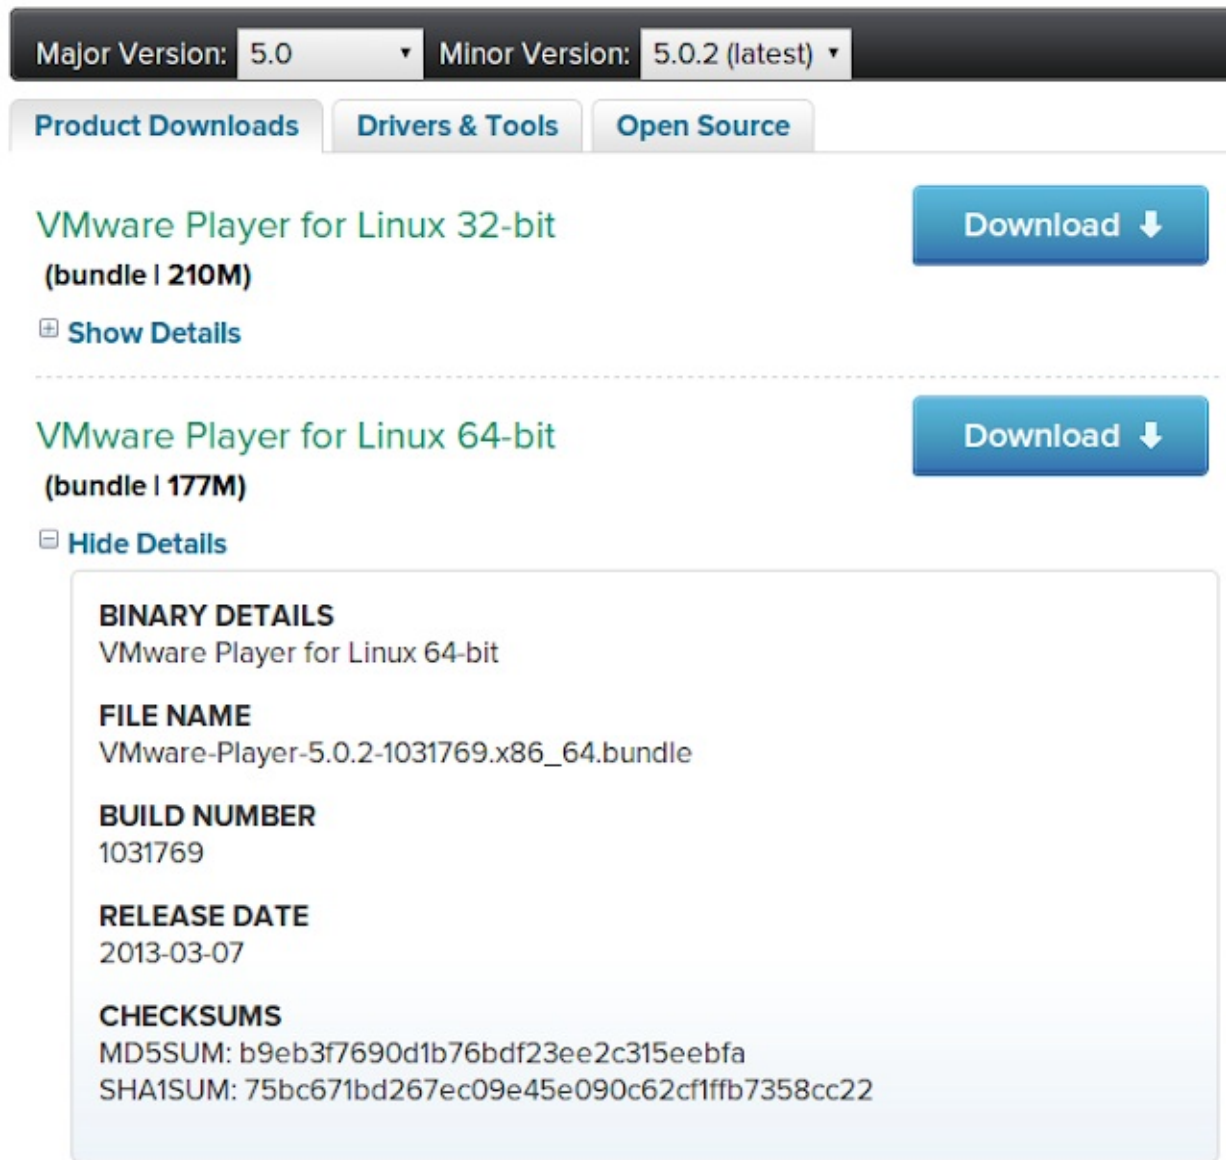 Major Version: 5.0 Minor Version: 5.0.2 (latest)
Product Downloads Drivers & Tools Open Source
VMware Player for Linux 32-bit
Download
(bundle | 210M)
Show Details
VMware Player for Linux 64-bit
Download
(bundle | 177M)
Hide Details
BINARY DETAILS
VMware Player for Linux 64-bit
FILE NAME
VMware-Player-5.0.2-1031769.x86_64.bundle
BUILD NUMBER
1031769
RELEASE DATE
2013-03-07
CHECKSUMS
MD5SUM: b9eb3f7690d1b76bdf23ee2c315eebfa
SHA1SUM: 75bc671bd267ec09e45e090c62cf1ffb7358cc22